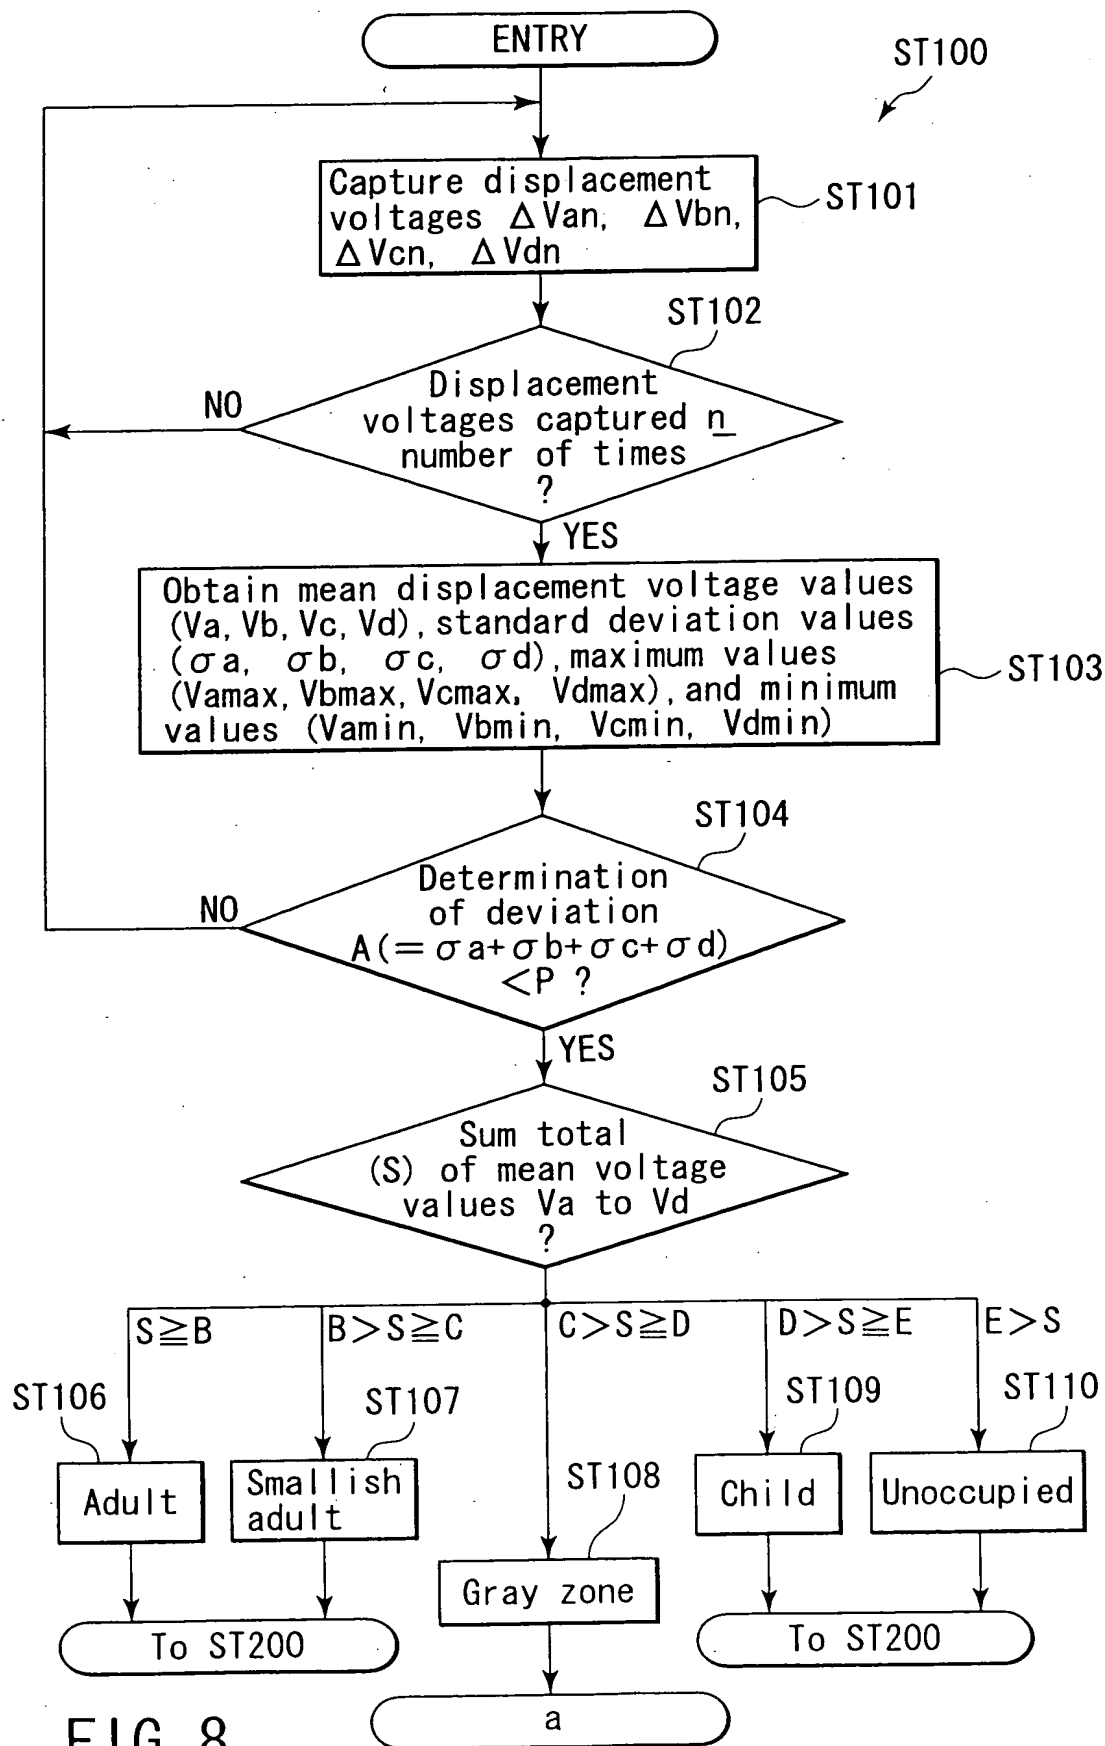 ENTRY
ST100
Capture displacement
voltages ΔVan, ΔVbn,
ΔVcn, ΔVdn
ST101
ST102
Displacement
voltages captured n
number of times
?
NO
YES
Obtain mean displacement voltage values
(Va, Vb, Vc, Vd), standard deviation values
(σa, σb, σc, σd), maximum values
(Vamax, Vbmax, Vcmax, Vdmax), and minimum
values (Vamin, Vbmin, Vcmin, Vdmin)
ST103
ST104
Determination
of deviation
A(=σa+σb+σc+σd)
<P ?
NO
YES
ST105
Sum total
(S) of mean voltage
values Va to Vd
?
S≧B
B>S≧C
C>S≧D
D>S≧E
E>S
ST106
ST107
ST108
ST109
ST110
Adult
Smallish
adult
Gray zone
Child
Unoccupied
To ST200
To ST200
a
FIG. 8